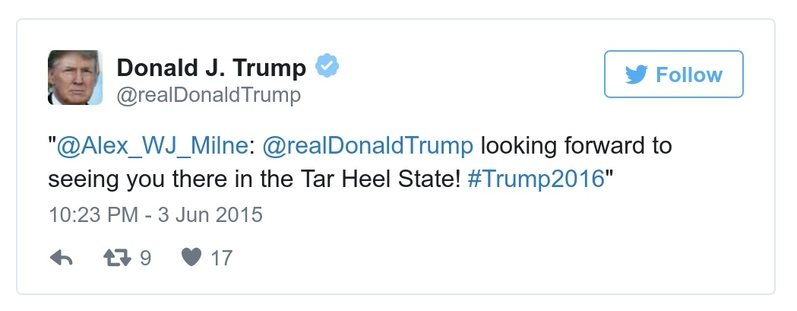 Donald J. Trump
@realDonaldTrump
Follow
"@Alex_WJ_Milne: @realDonaldTrump looking forward to
seeing you there in the Tar Heel State! #Trump2016"
10:23 PM - 3 Jun 2015
9 17